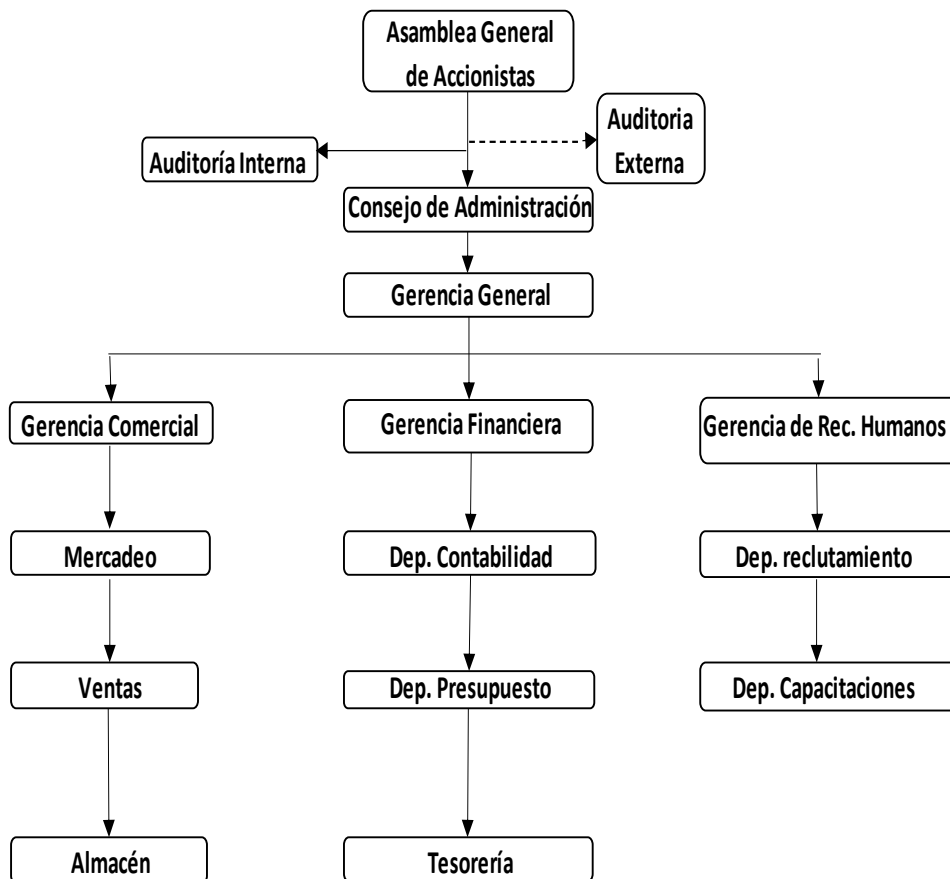 Asamblea General
de Accionistas
Auditoria
Externa
Auditoría Interna
Consejo de Administración
Gerencia General
Gerencia Comercial
Gerencia Financiera
Gerencia de Rec. Humanos
Mercadeo
Dep. Contabilidad
Dep. reclutamiento
Ventas
Dep. Presupuesto
Dep. Capacitaciones
Almacén
Tesorería